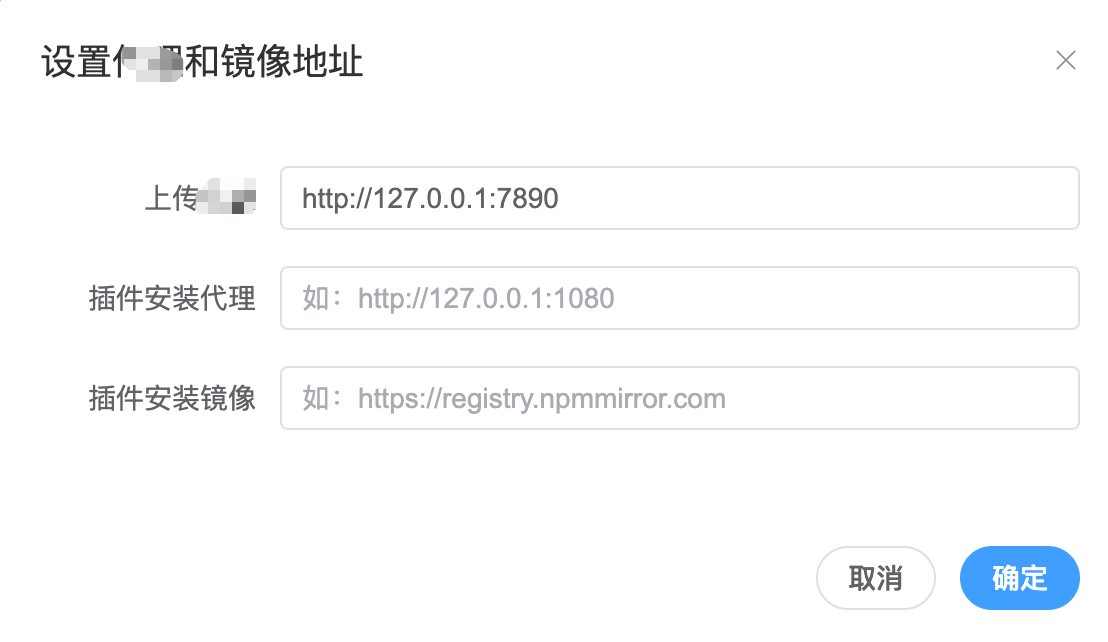 设置和镜像地址
上传 http://127.0.0.1:7890
插件安装代理 如：http://127.0.0.1:1080
插件安装镜像 如：https://registry.npmmirror.com
取消 确定